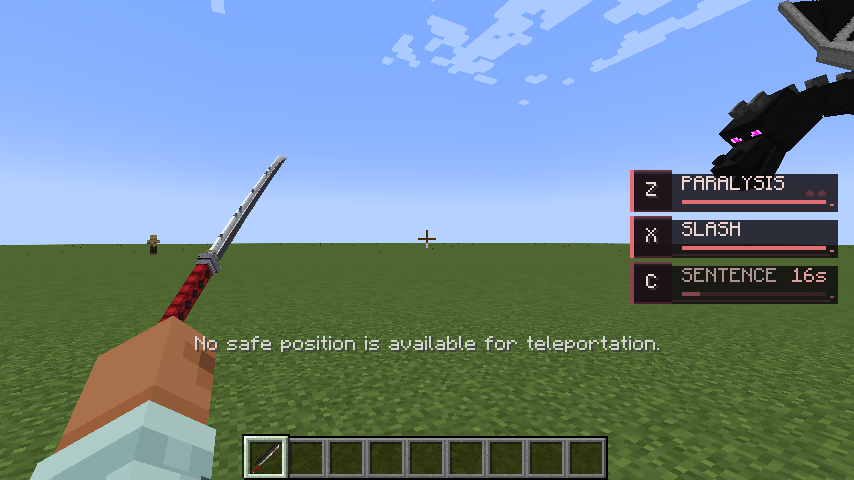 Z PARALYSIS
X SLASH
C SENTENCE 16s
No safe position is available for teleportation.